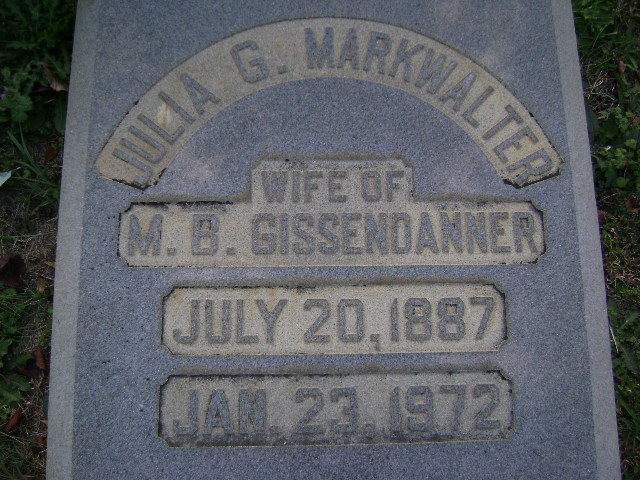 JULIA G. MARKWALTER
WIFE OF
M. B. GISSENDANNER
JULY 20, 1887
JAN. 23, 1972